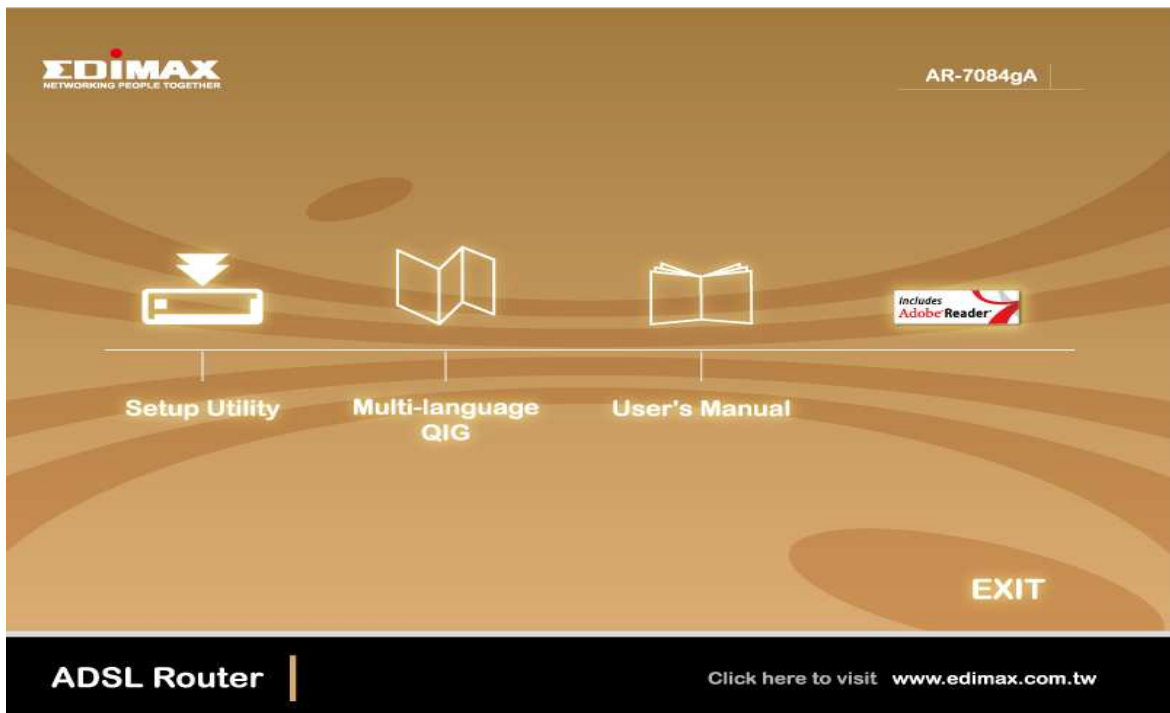 EDIMAX
NETWORKING PEOPLE TOGETHER
AR-7084gA
Includes
Adobe Reader
Setup Utility
Multi-language
QIG
User's Manual
EXIT
ADSL Router
Click here to visit www.edimax.com.tw